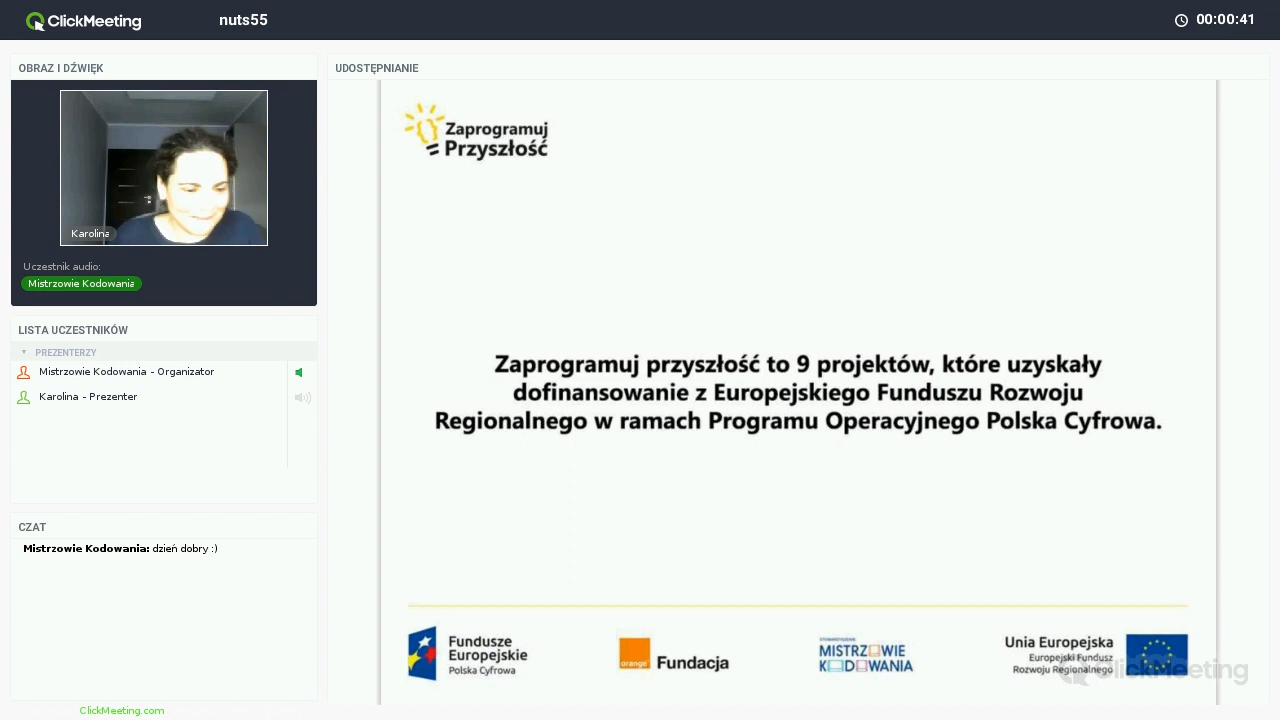 ClickMeeting
nuts55
00:00:41
OBRAZ I DŹWIĘK
Karolina
Uczestnik audio:
Mistrzowie Kodowania
LISTA UCZESTNIKÓW
PREZENTERZY
Mistrzowie Kodowania - Organizator
Karolina - Prezenter
CZAT
Mistrzowie Kodowania: dzień dobry :)
ClickMeeting.com
UDOSTĘPNIANIE
Zaprogramuj
Przyszłość
Zaprogramuj przyszłość to 9 projektów, które uzyskały
dofinansowanie z Europejskiego Funduszu Rozwoju
Regionalnego w ramach Programu Operacyjnego Polska Cyfrowa.
Fundusze
Europejskie
Polska Cyfrowa
orange
Fundacja
STOWARZYSZENIE
MISTRZOWIE
KODOWANIA
Unia Europejska
Europejski Fundusz
Rozwoju Regionalnego
ClickMeeting